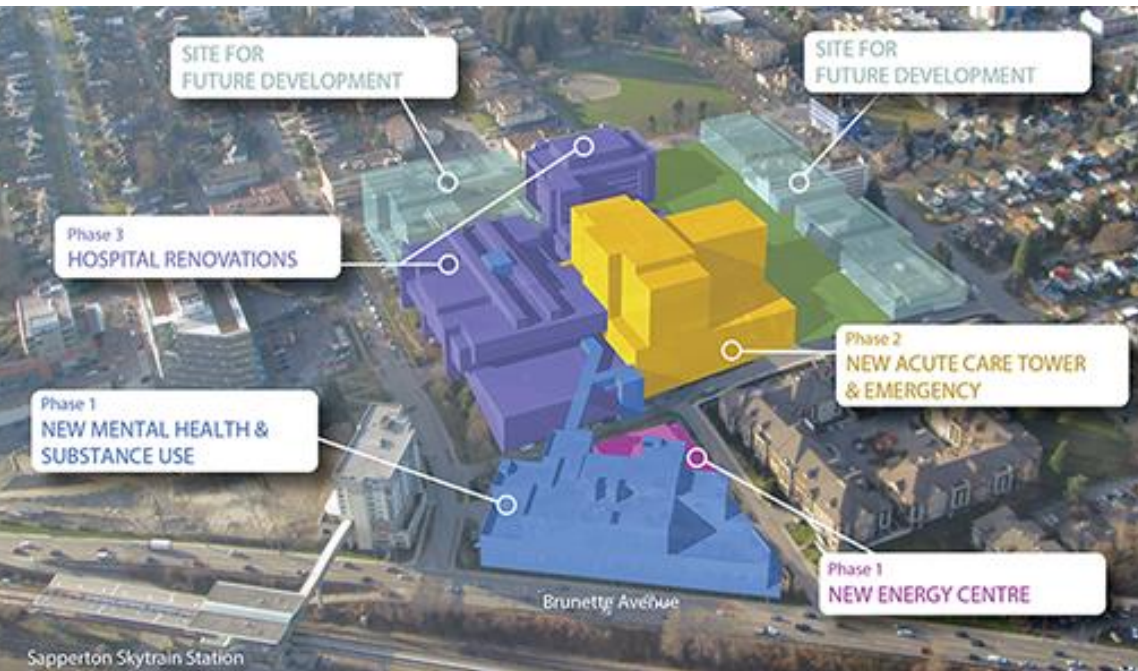 SITE FOR
FUTURE DEVELOPMENT
SITE FOR
FUTURE DEVELOPMENT
Phase 3
HOSPITAL RENOVATIONS
Phase 2
NEW ACUTE CARE TOWER
& EMERGENCY
Phase 1
NEW MENTAL HEALTH &
SUBSTANCE USE
Phase 1
NEW ENERGY CENTRE
Brunette Avenue
Sapperton Skytrain Station